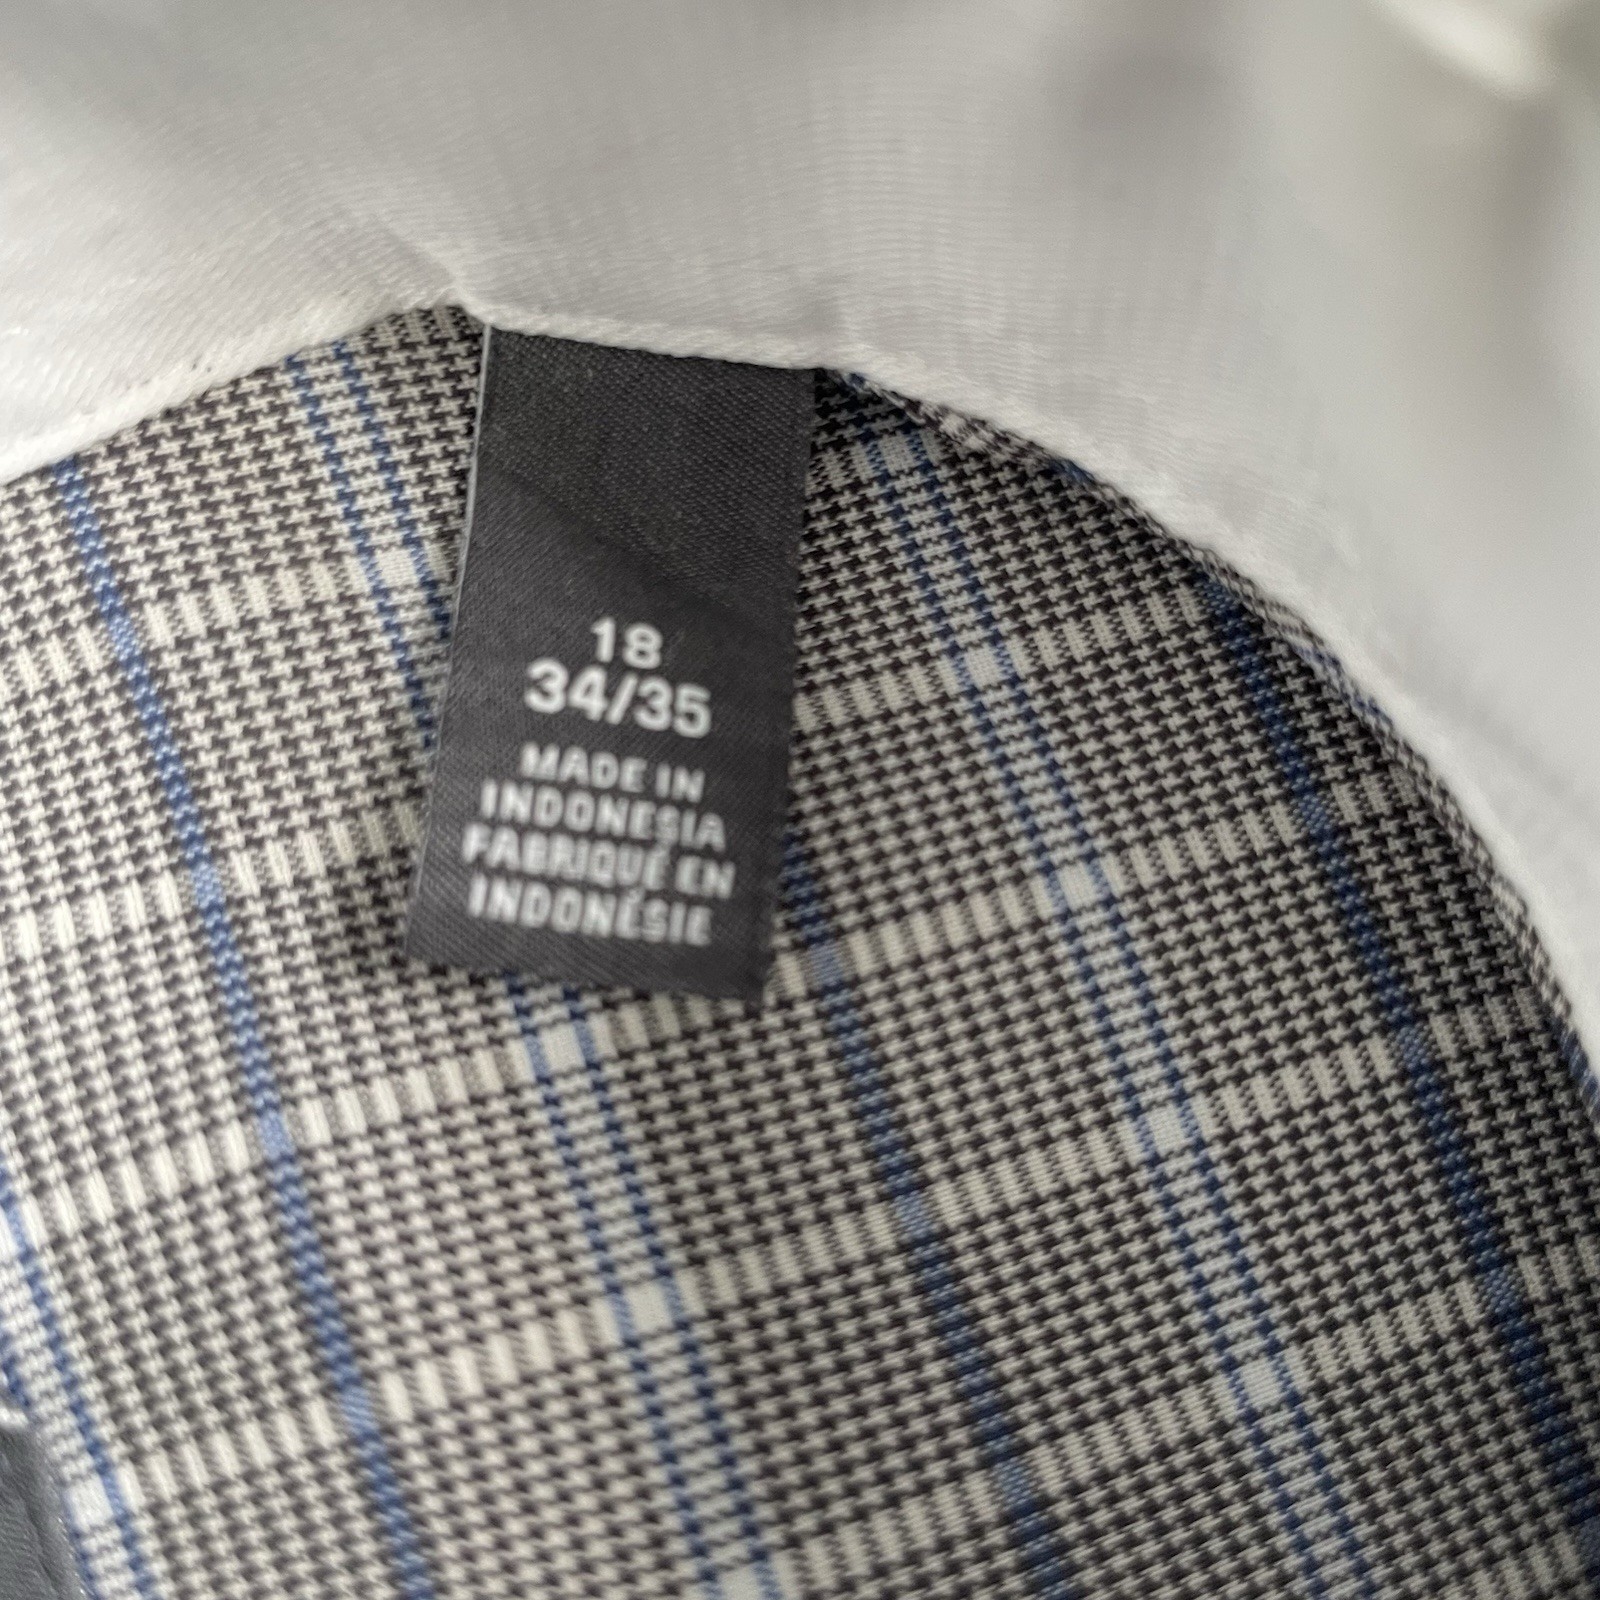 18
34/35
MADE IN
INDONESIA
FABRIQUÉ EN
INDONÉSIE